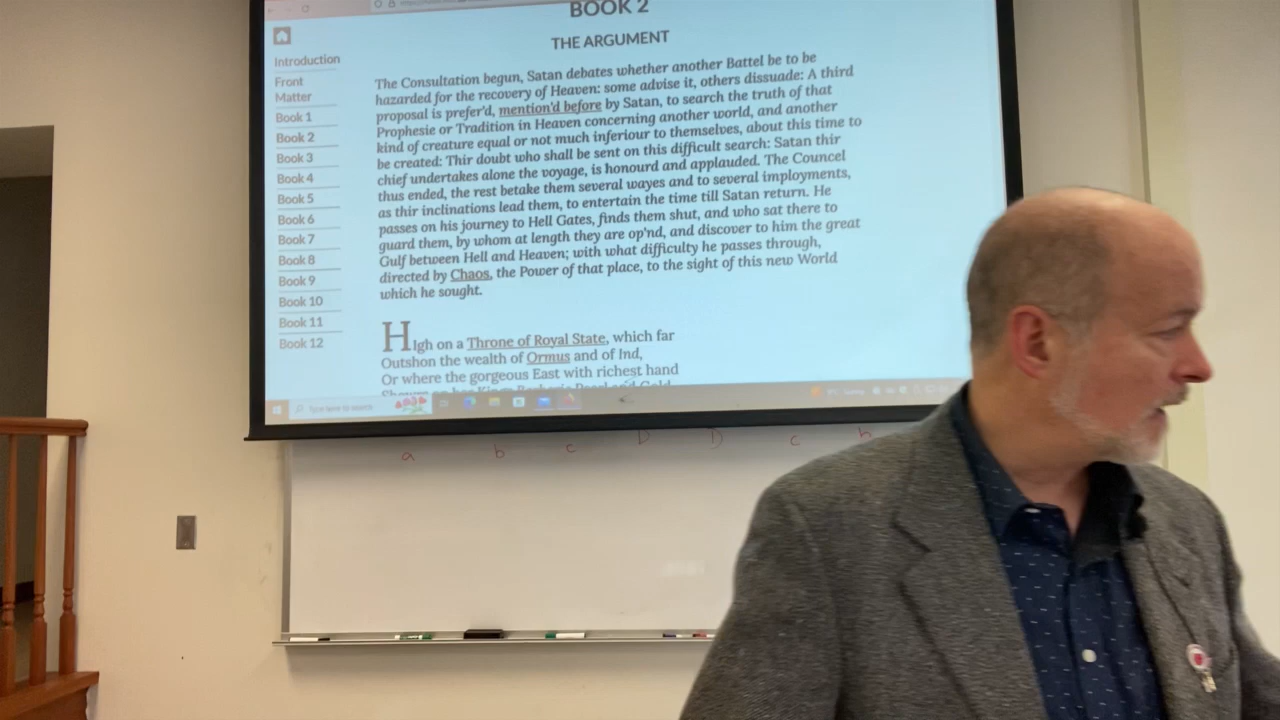 BOOK 2
THE ARGUMENT
Introduction
Front
Matter
Book 1
Book 2
Book 3
Book 4
Book 5
Book 6
Book 7
Book 8
Book 9
Book 10
Book 11
Book 12
The Consultation begun, Satan debates whether another Battel be to be
hazarded for the recovery of Heaven: some advise it, others dissuade: A third
proposal is prefer'd, mention'd before by Satan, to search the truth of that
Prophesie or Tradition in Heaven concerning another world, and another
kind of creature equal or not much inferiour to themselves, about this time to
be created: Thir doubt who shall be sent on this difficult search: Satan thir
chief undertakes alone the voyage, is honourd and applauded. The Councel
thus ended, the rest betake them several wayes and to several imployments,
as thir inclinations lead them, to entertain the time till Satan return. He
passes on his journey to Hell Gates, finds them shut, and who sat there to
guard them, by whom at length they are op'nd, and discover to him the great
Gulf between Hell and Heaven; with what difficulty he passes through,
directed by Chaos, the Power of that place, to the sight of this new World
which he sought.
HIgh on a Throne of Royal State, which far
Outshon the wealth of Ormus and of Ind,
Or where the gorgeous East with richest hand
Type here to search
a b c D D c